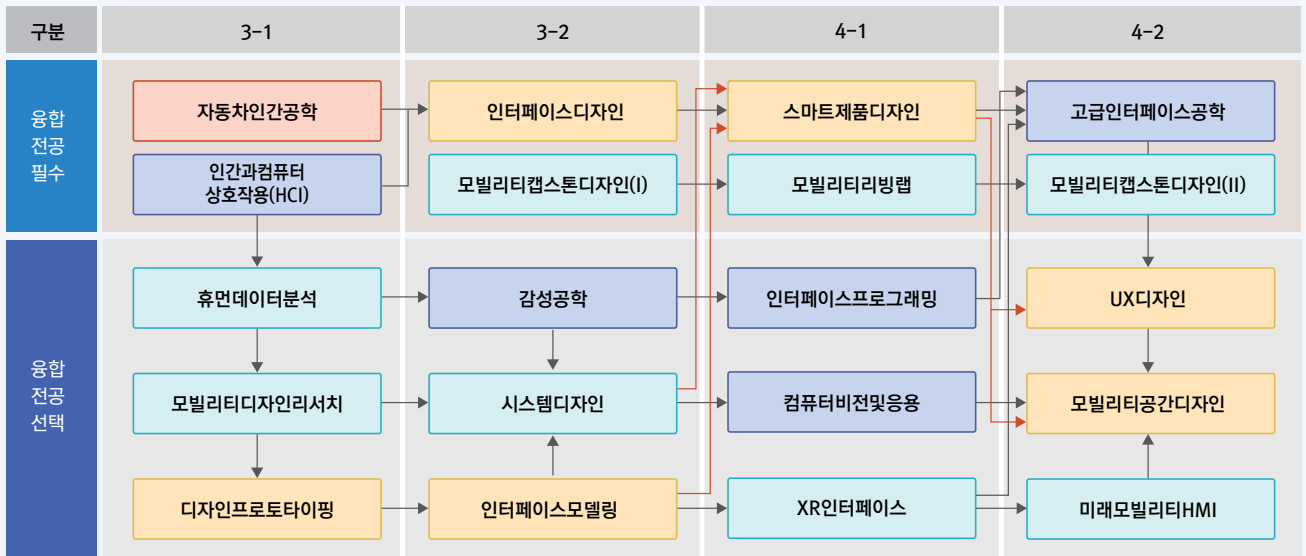 구분
3-1
3-2
4-1
4-2
융합
전공
필수
자동차인간공학
인터페이스디자인
스마트제품디자인
고급인터페이스공학
인간과컴퓨터
상호작용(HCI)
모빌리티캡스톤디자인(I)
모빌리티리빙랩
모빌리티캡스톤디자인(II)
융합
전공
선택
휴먼데이터분석
감성공학
인터페이스프로그래밍
UX디자인
모빌리티디자인리서치
시스템디자인
컴퓨터비전및응용
모빌리티공간디자인
디자인프로토타이핑
인터페이스모델링
XR인터페이스
미래모빌리티HMI